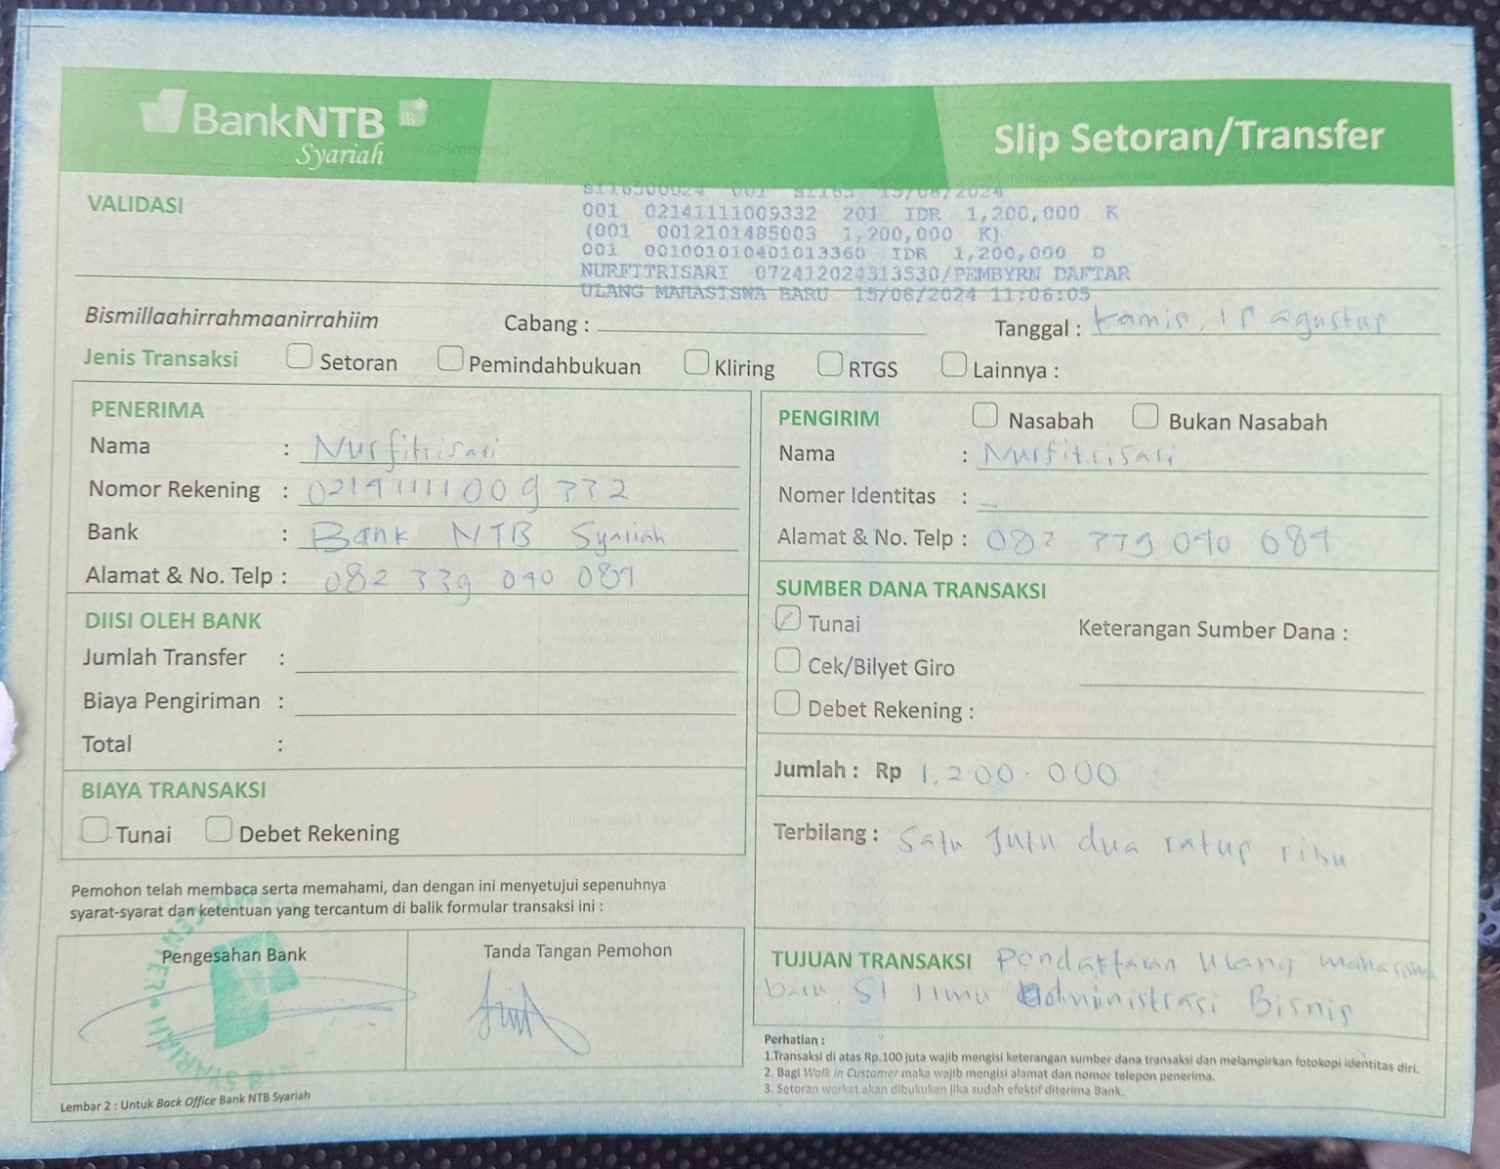 BankNTB
Syariah
Slip Setoran/Transfer
VALIDASI
001 02141111009332 201 IDR 1,200,000 K
(001 0012101485003 1,200,000 K)
001 001001010401013360 IDR 1,200,000 D
NURFITRISARI 072412024313530/PEMBYRN DAFTAR
ULANG MAHASISWA BARU 15/08/2024 11:06:05
Bismillaahirrahmaanirrahiim Cabang : Tanggal : Kamis, 15 agustus
Jenis Transaksi Setoran Pemindahbukuan Kliring RTGS Lainnya :
PENERIMA
Nama : Nurfitrisari
Nomor Rekening : 02141111009332
Bank : Bank NTB Syariah
Alamat & No. Telp : 082 339 040 089
DIISI OLEH BANK
Jumlah Transfer :
Biaya Pengiriman :
Total :
BIAYA TRANSAKSI
Tunai Debet Rekening
Pemohon telah membaca serta memahami, dan dengan ini menyetujui sepenuhnya
syarat-syarat dan ketentuan yang tercantum di balik formular transaksi ini :
Pengesahan Bank Tanda Tangan Pemohon
Lembar 2 : Untuk Back Office Bank NTB Syariah
PENGIRIM Nasabah Bukan Nasabah
Nama : Nurfitrisari
Nomer Identitas : -
Alamat & No. Telp : 082 339 040 089
SUMBER DANA TRANSAKSI
Tunai Keterangan Sumber Dana :
Cek/Bilyet Giro
Debet Rekening :
Jumlah : Rp 1.200.000
Terbilang : Satu Jutu dua ratus ribu
TUJUAN TRANSAKSI Pendaftaran Ulang mahasiswa
baru S1 Ilmu administrasi Bisnis
Perhatian :
1.Transaksi di atas Rp.100 juta wajib mengisi keterangan sumber dana transaksi dan melampirkan fotokopi identitas diri.
2. Bagi Walk in Customer maka wajib mengisi alamat dan nomor telepon penerima.
3. Setoran warkat akan dibukukan jika sudah efektif diterima Bank.